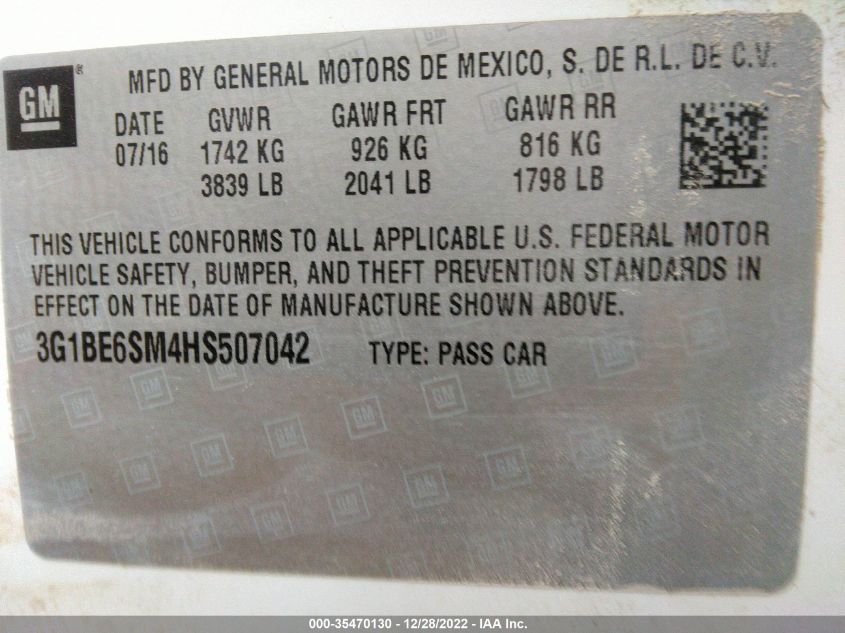 GM® MFD BY GENERAL MOTORS DE MEXICO, S. DE R.L. DE C.V.
DATE GVWR GAWR FRT GAWR RR
07/16 1742 KG 926 KG 816 KG
3839 LB 2041 LB 1798 LB
THIS VEHICLE CONFORMS TO ALL APPLICABLE U.S. FEDERAL MOTOR
VEHICLE SAFETY, BUMPER, AND THEFT PREVENTION STANDARDS IN
EFFECT ON THE DATE OF MANUFACTURE SHOWN ABOVE.
3G1BE6SM4HS507042 TYPE: PASS CAR
000-35470130 - 12/28/2022 - IAA Inc.